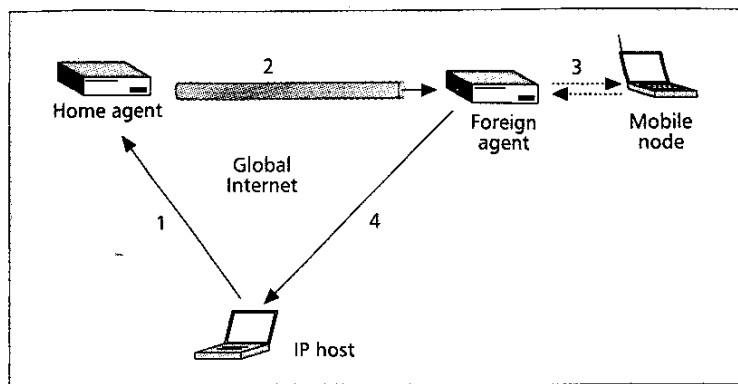 2
3
Home agent
Foreign
agent
Mobile
node
Global
Internet
1
4
IP host